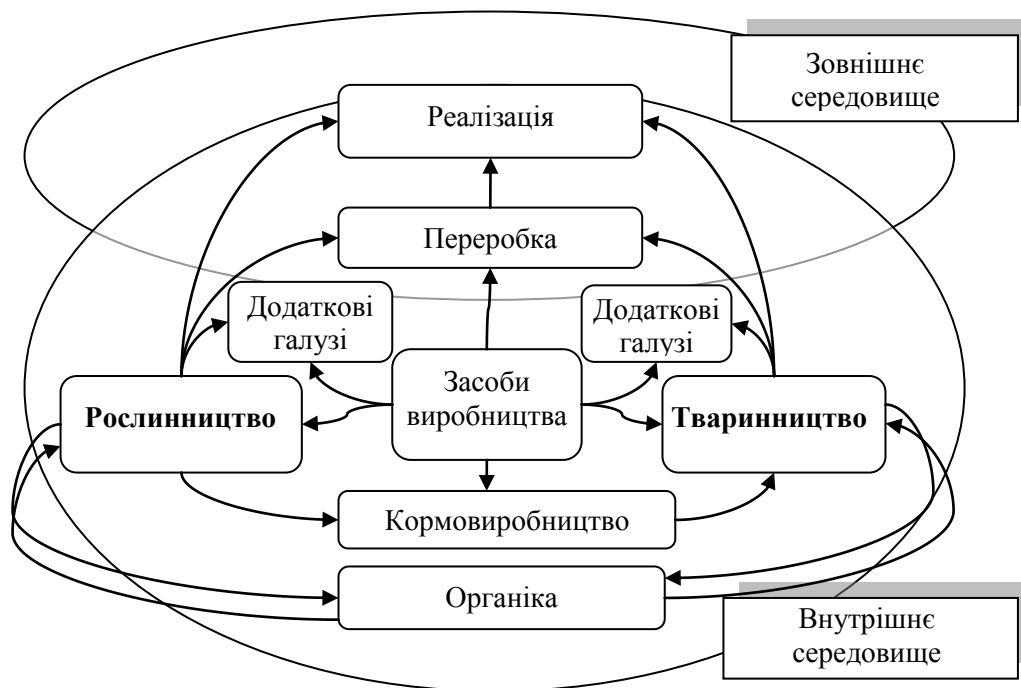 Зовнішнє
середовище
Реалізація
Переробка
Додаткові
галузі
Додаткові
галузі
Засоби
виробництва
Рослинництво
Тваринництво
Кормовиробництво
Органіка
Внутрішнє
середовище